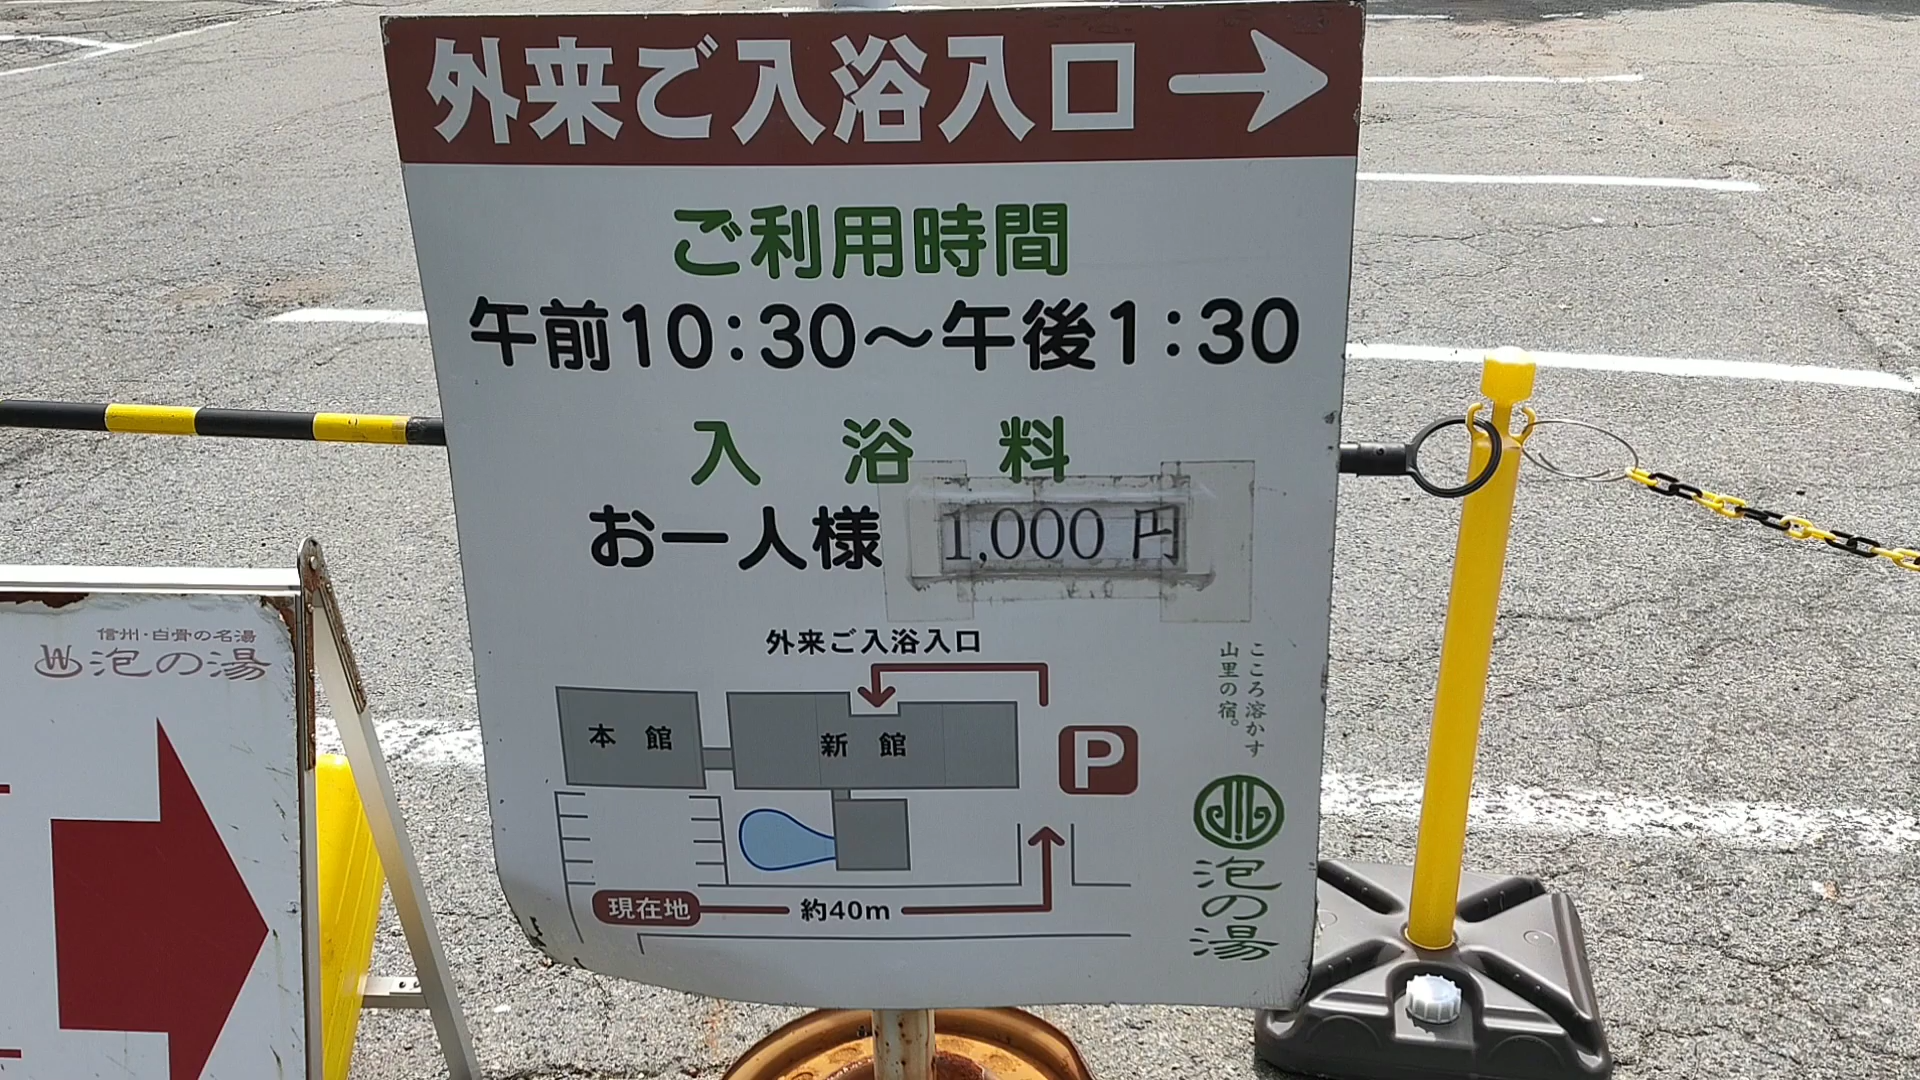 外来ご入浴入口→
ご利用時間
午前10:30〜午後1:30
入浴料
お一人様 1,000円
外来ご入浴入口
本館
新館
P
現在地
約40m
こころ溶かす
山里の宿。
泡の湯
信州・白骨の名湯
泡の湯